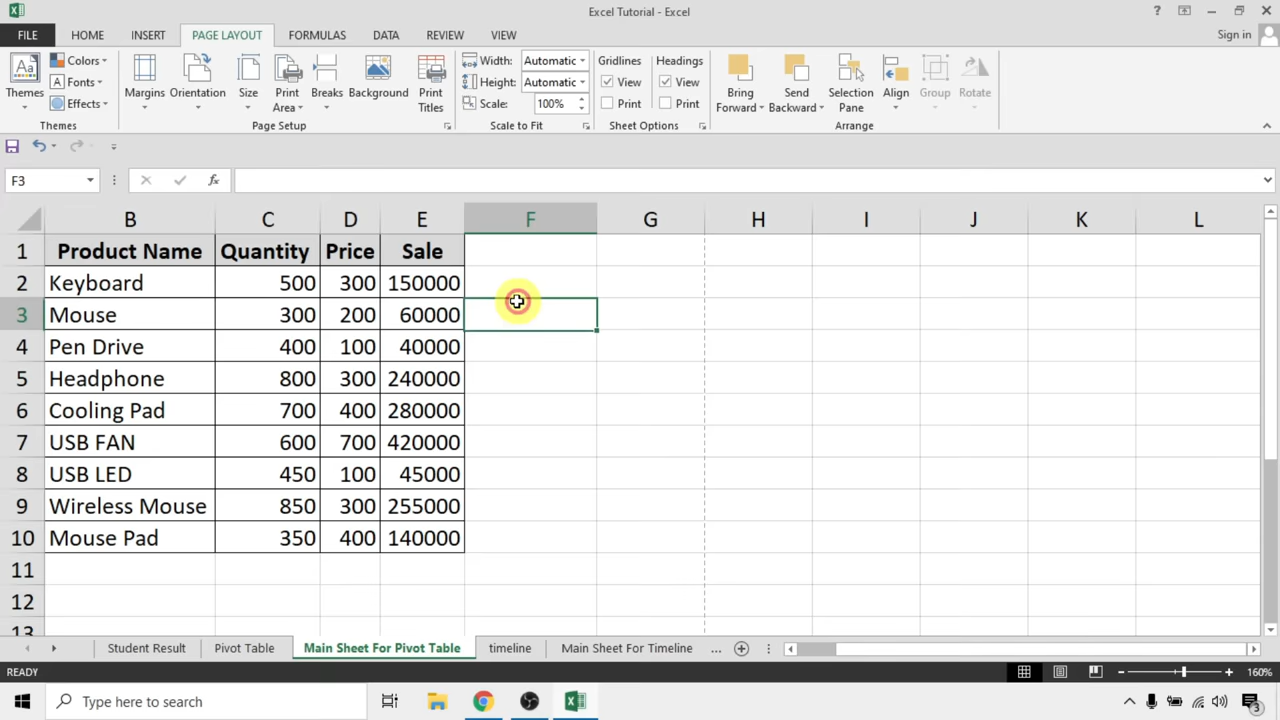 Excel Tutorial - Excel
?
FILE HOME INSERT PAGE LAYOUT FORMULAS DATA REVIEW VIEW Sign in
Aa Themes Colors Fonts Effects Margins Orientation Size Print Area Breaks Background Print Titles Width: Automatic Height: Automatic Scale: 100% Gridlines View Print Headings View Print Bring Forward Send Backward Selection Pane Align Group Rotate
Themes Page Setup Scale to Fit Sheet Options Arrange
F3 fx
B C D E F G H I J K L
1 Product Name Quantity Price Sale
2 Keyboard 500 300 150000
3 Mouse 300 200 60000
4 Pen Drive 400 100 40000
5 Headphone 800 300 240000
6 Cooling Pad 700 400 280000
7 USB FAN 600 700 420000
8 USB LED 450 100 45000
9 Wireless Mouse 850 300 255000
10 Mouse Pad 350 400 140000
11
12
13
Student Result Pivot Table Main Sheet For Pivot Table timeline Main Sheet For Timeline ...
READY 160%
Type here to search 3